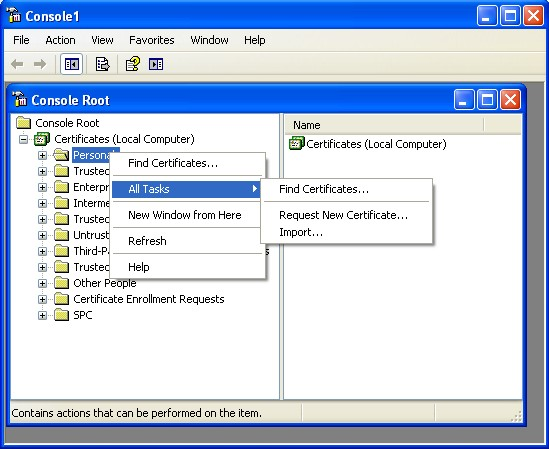 Console1
File Action View Favorites Window Help
Console Root
Console Root
Certificates (Local Computer)
Personal
Trusted
Enterpr
Interme
Trusted
Untrust
Third-Pa
Trusted
Other People
Certificate Enrollment Requests
SPC
Find Certificates...
All Tasks
New Window from Here
Refresh
Help
Find Certificates...
Request New Certificate...
Import...
Name
Certificates (Local Computer)
Contains actions that can be performed on the item.